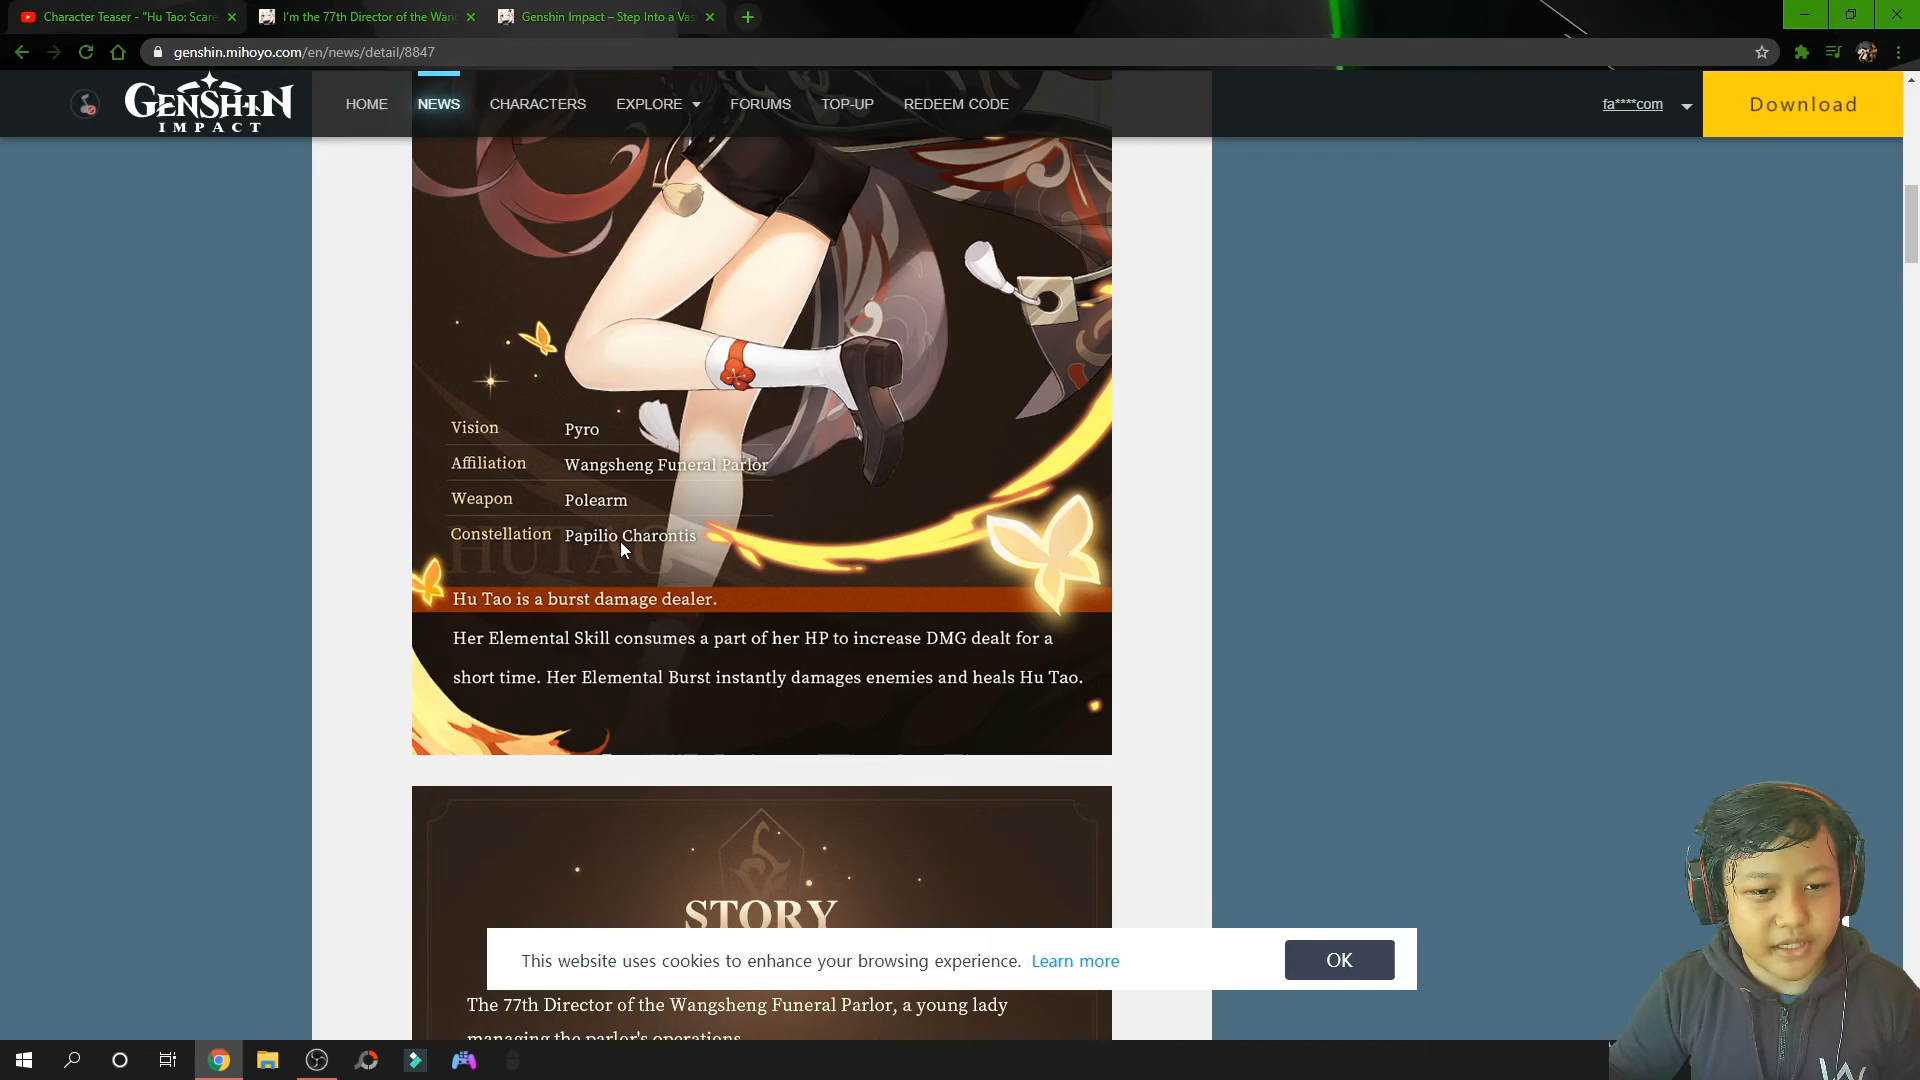 Character Teaser - "Hu Tao: Scare
I'm the 77th Director of the Wang
Genshin Impact – Step Into a Vas
genshin.mihoyo.com/en/news/detail/8847
GENSHIN
IMPACT
HOME
NEWS
CHARACTERS
EXPLORE
FORUMS
TOP-UP
REDEEM CODE
fa****com
Download
Vision Pyro
Affiliation Wangsheng Funeral Parlor
Weapon Polearm
Constellation Papilio Charontis
HUTAO
Hu Tao is a burst damage dealer.
Her Elemental Skill consumes a part of her HP to increase DMG dealt for a
short time. Her Elemental Burst instantly damages enemies and heals Hu Tao.
STORY
This website uses cookies to enhance your browsing experience. Learn more
OK
The 77th Director of the Wangsheng Funeral Parlor, a young lady
managing the parlor's operations.